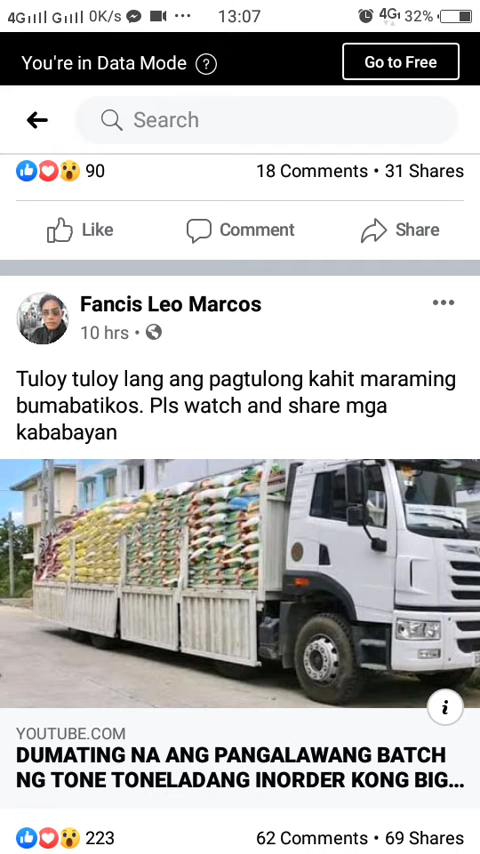 4G G 0K/s 13:07 4G 32%
You're in Data Mode ? Go to Free
Search
90 18 Comments • 31 Shares
Like Comment Share
Fancis Leo Marcos
10 hrs •
Tuloy tuloy lang ang pagtulong kahit maraming
bumabatikos. Pls watch and share mga
kababayan
i
YOUTUBE.COM
DUMATING NA ANG PANGALAWANG BATCH
NG TONE TONELADANG INORDER KONG BIG...
223 62 Comments • 69 Shares